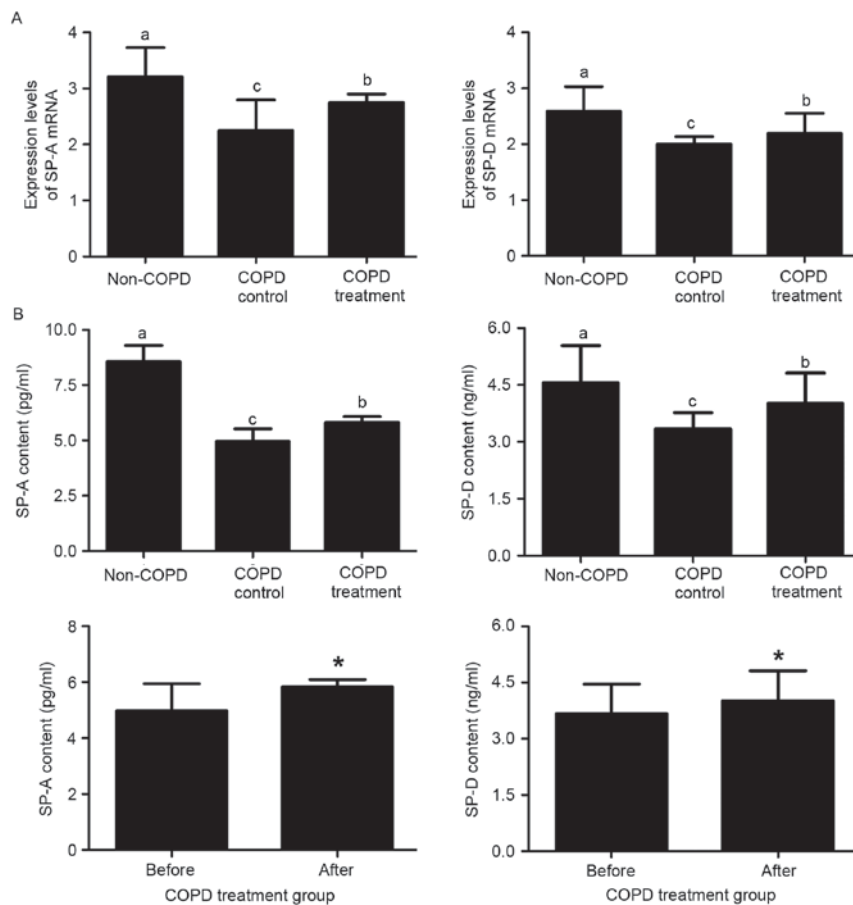 A
Expression levels
of SP-A mRNA
4
3
2
1
0
a
c
b
Non-COPD
COPD
control
COPD
treatment
Expression levels
of SP-D mRNA
4
3
2
1
0
a
c
b
Non-COPD
COPD
control
COPD
treatment
B
SP-A content (pg/ml)
10.0
7.5
5.0
2.5
0.0
a
c
b
Non-COPD
COPD
control
COPD
treatment
SP-D content (ng/ml)
6.0
4.5
3.0
1.5
0.0
a
c
b
Non-COPD
COPD
control
COPD
treatment
SP-A content (pg/ml)
8
6
4
2
0
*
Before
After
COPD treatment group
SP-D content (ng/ml)
6.0
4.5
3.0
1.5
0.0
*
Before
After
COPD treatment group